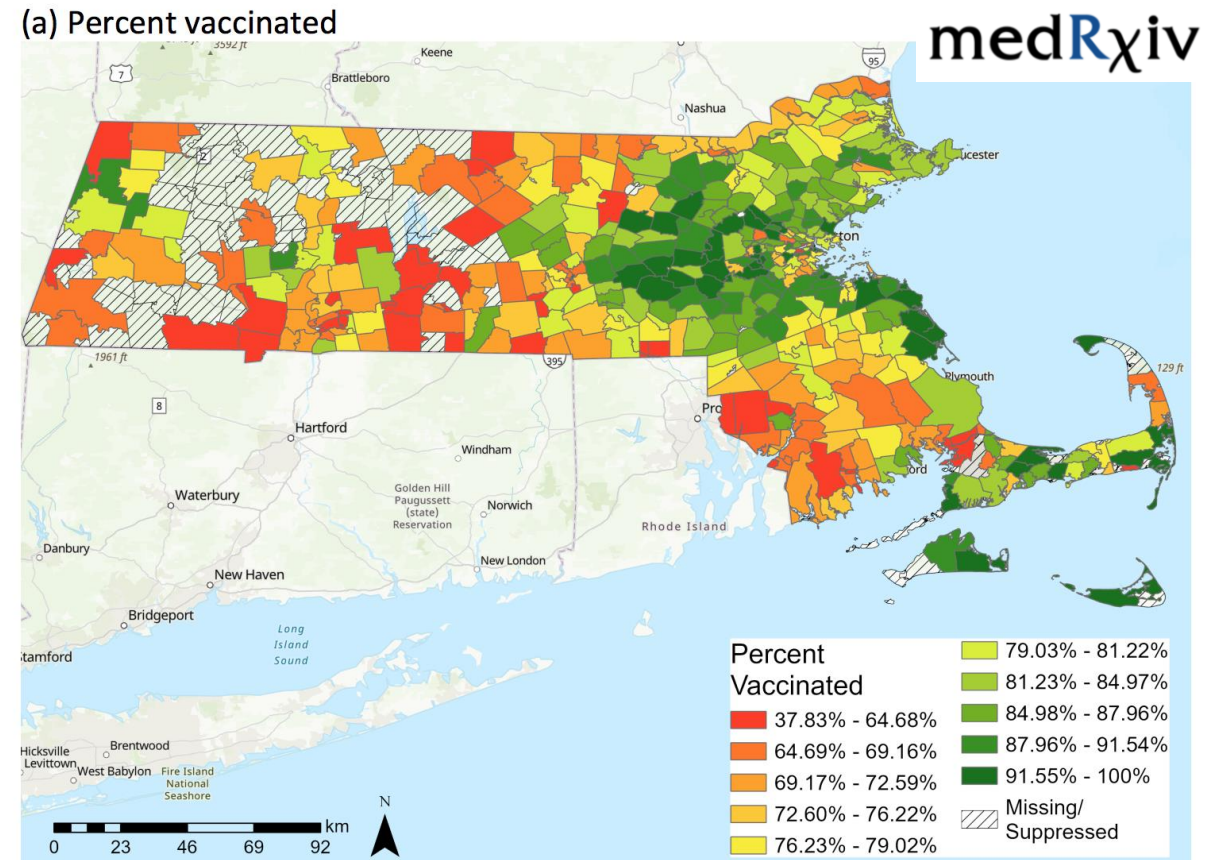 (a) Percent vaccinated
medRχiv
3592 ft
Keene
7
95
Brattleboro
Nashua
2
ucester
ton
1961 ft
395
129 ft
Plymouth
8
Pro
Hartford
Windham
ord
Golden Hill
Paugussett
(state)
Reservation
Waterbury
Norwich
Rhode Island
Danbury
New London
New Haven
Bridgeport
Long
Island
Sound
Stamford
Percent
Vaccinated
37.83% - 64.68%
64.69% - 69.16%
69.17% - 72.59%
72.60% - 76.22%
76.23% - 79.02%
79.03% - 81.22%
81.23% - 84.97%
84.98% - 87.96%
87.96% - 91.54%
91.55% - 100%
Missing/
Suppressed
Hicksville
Brentwood
Levittown
West Babylon
Fire Island
National
Seashore
N
km
0 23 46 69 92